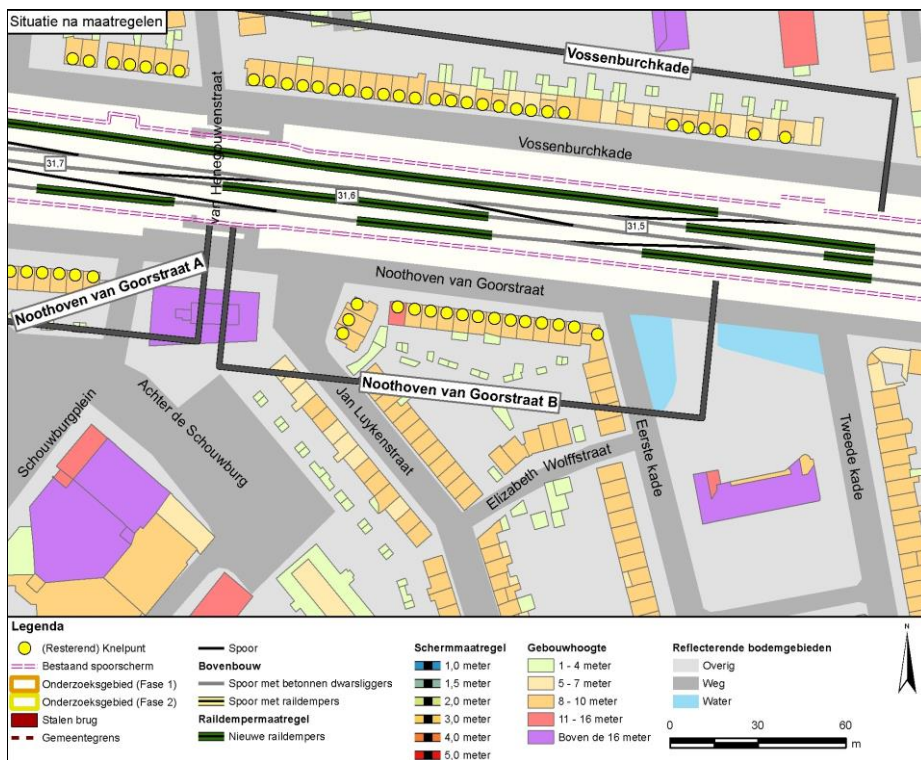 Situatie na maatregelen
Vossenburchkade
Vossenburchkade
van Henegouwenstraat
31,7
31,6
31,5
Noothoven van Goorstraat A
Noothoven van Goorstraat
Noothoven van Goorstraat B
Jan Luykenstraat
Achter de Schouwburg
Schouwburgplein
Elizabeth Wolffstraat
Eerste kade
Tweede kade
Legenda
(Resterend) Knelpunt
Bestaand spoorscherm
Onderzoeksgebied (Fase 1)
Onderzoeksgebied (Fase 2)
Stalen brug
Gemeentegrens
Spoor
Bovenbouw
Spoor met betonnen dwarsliggers
Spoor met raildempers
Raildempermaatregel
Nieuwe raildempers
Schermmaatregel
1,0 meter
1,5 meter
2,0 meter
3,0 meter
4,0 meter
5,0 meter
Gebouwhoogte
1 - 4 meter
5 - 7 meter
8 - 10 meter
11 - 16 meter
Boven de 16 meter
Reflecterende bodemgebieden
Overig
Weg
Water
0 30 60
m
N